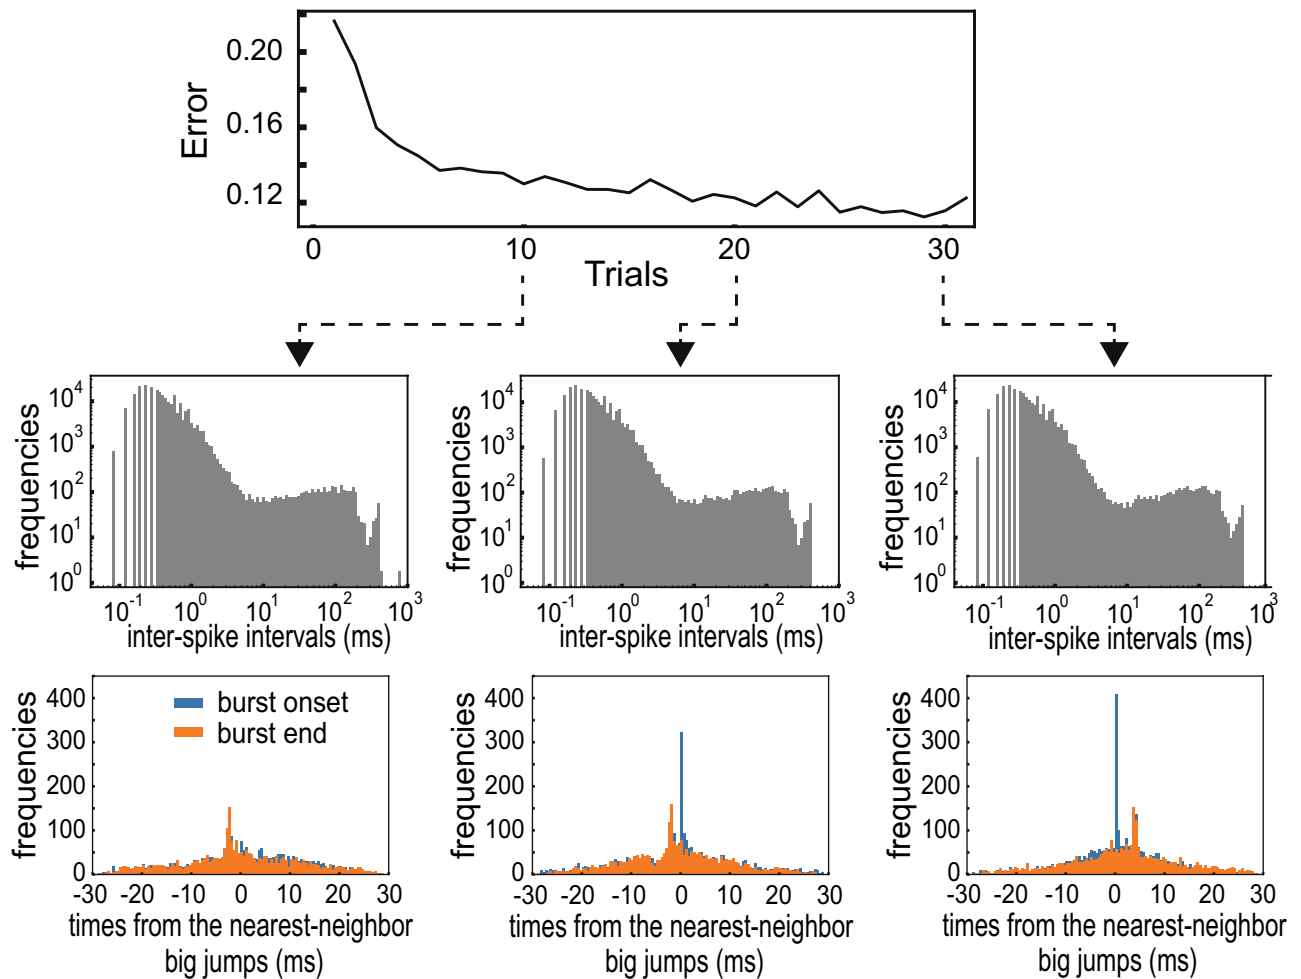 Error
0.20
0.16
0.12
0 10 20 30
Trials
frequencies
10^4
10^3
10^2
10^1
10^0
10^-1 10^0 10^1 10^2 10^3
inter-spike intervals (ms)
frequencies
10^4
10^3
10^2
10^1
10^0
10^-1 10^0 10^1 10^2 10^3
inter-spike intervals (ms)
frequencies
10^4
10^3
10^2
10^1
10^0
10^-1 10^0 10^1 10^2 10^3
inter-spike intervals (ms)
frequencies
400
300
200
100
0
burst onset
burst end
-30 -20 -10 0 10 20 30
times from the nearest-neighbor
big jumps (ms)
frequencies
400
300
200
100
0
-30 -20 -10 0 10 20 30
times from the nearest-neighbor
big jumps (ms)
frequencies
400
300
200
100
0
-30 -20 -10 0 10 20 30
times from the nearest-neighbor
big jumps (ms)